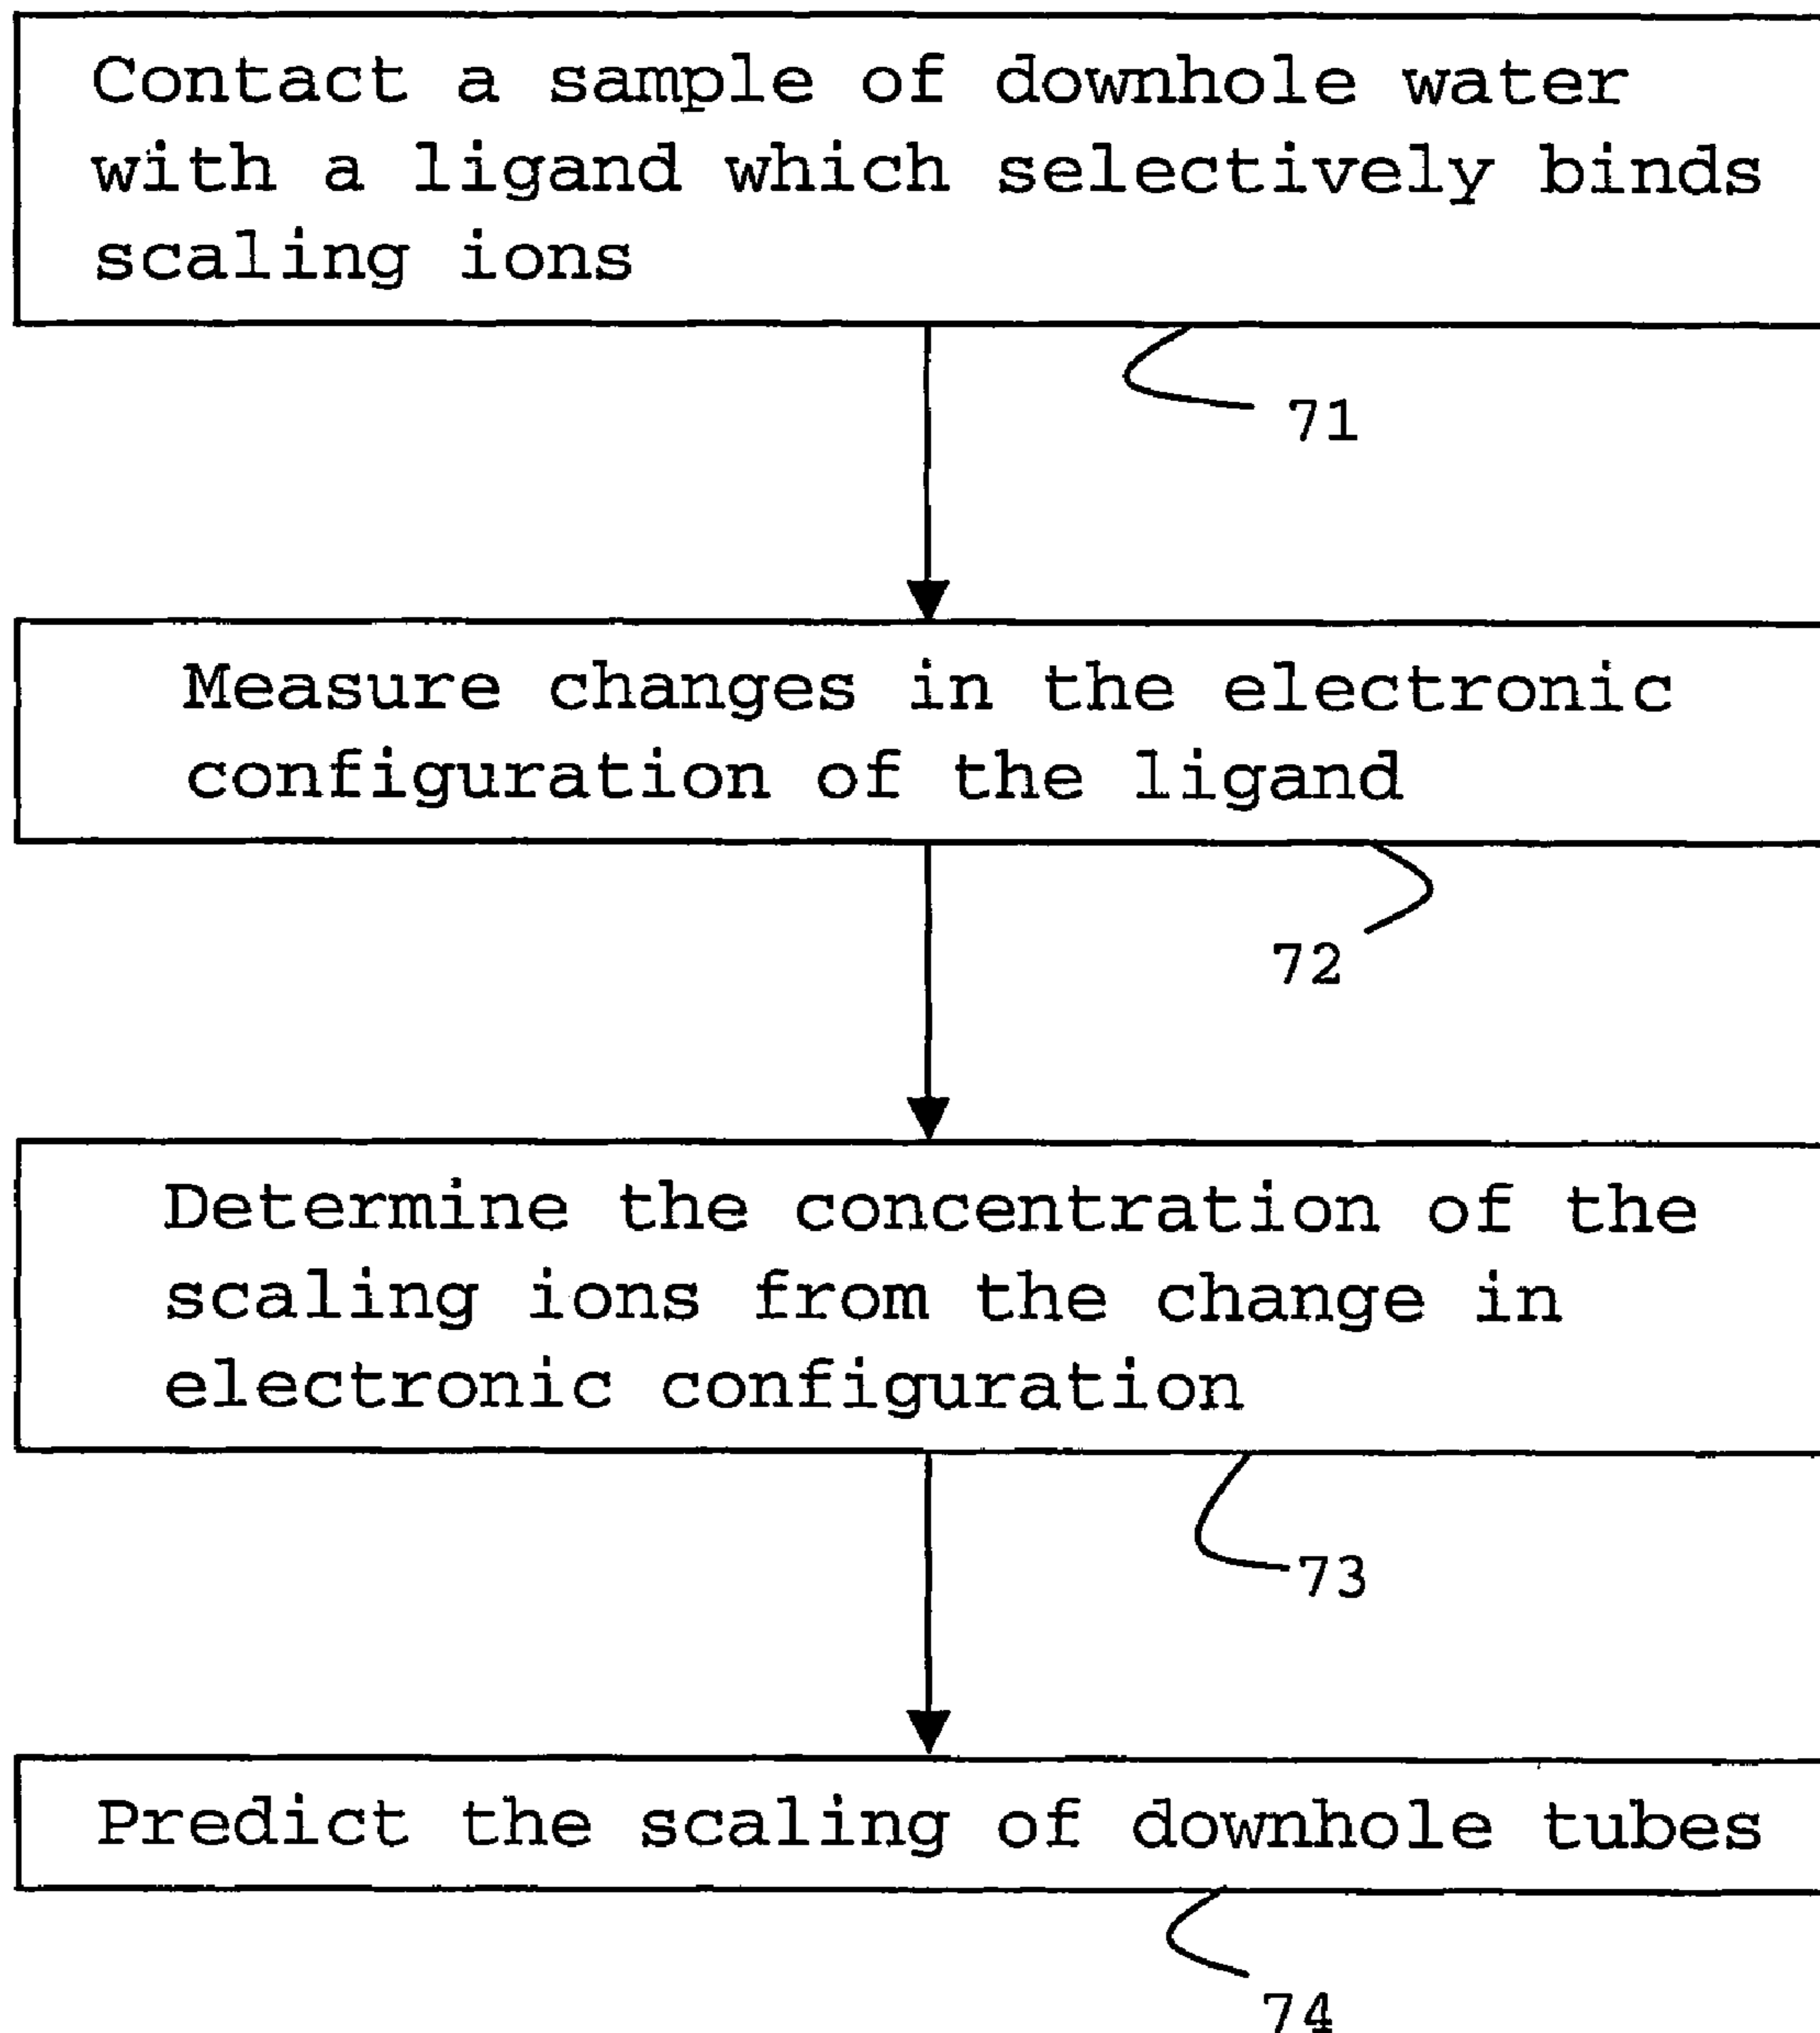 Contact a sample of downhole water
with a ligand which selectively binds
scaling ions
71
Measure changes in the electronic
configuration of the ligand
72
Determine the concentration of the
scaling ions from the change in
electronic configuration
73
Predict the scaling of downhole tubes
74